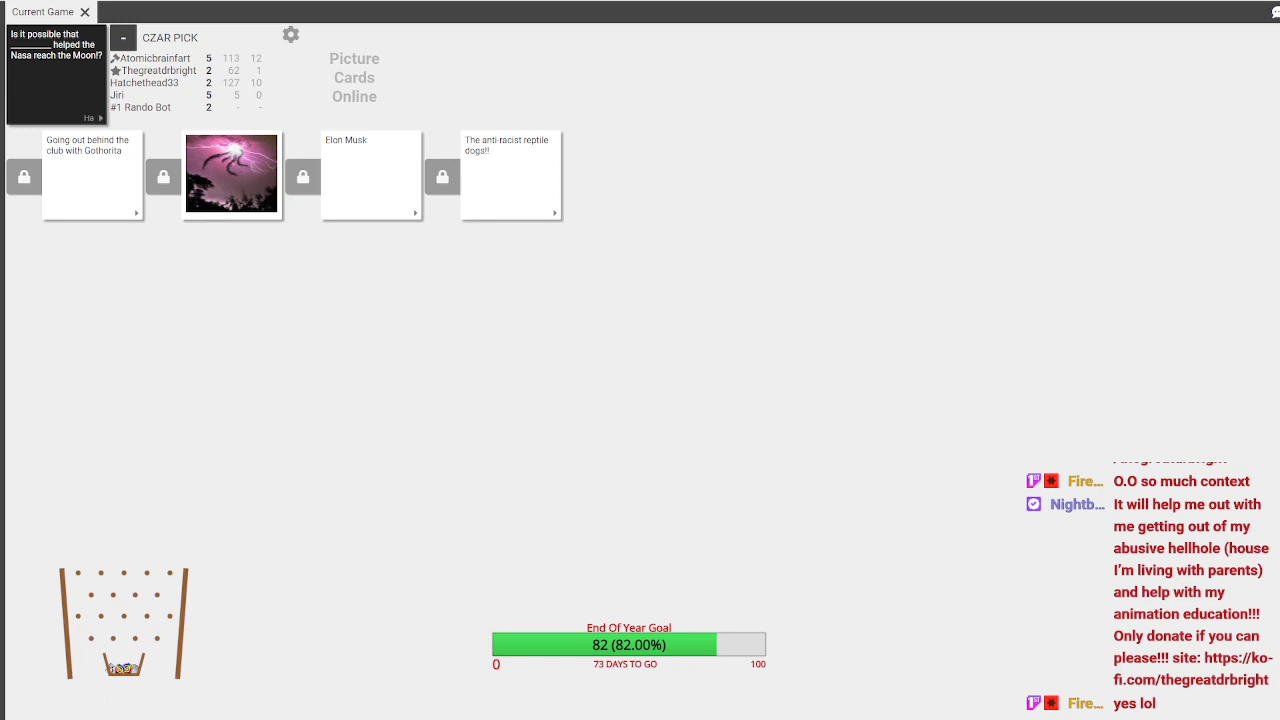 Current Game
Is it possible that
________ helped the
Nasa reach the Moon!?
Ha
-
CZAR PICK
Atomicbrainfart 5 113 12
Thegreatdrbright 2 62 1
Hatchethead33 2 127 10
Jiri 5 5 0
#1 Rando Bot 2 - -
Picture
Cards
Online
Going out behind the
club with Gothorita
Elon Musk
The anti-racist reptile
dogs!!
Fire... O.O so much context
Nightb... It will help me out with
me getting out of my
abusive hellhole (house
I'm living with parents)
and help with my
animation education!!!
Only donate if you can
please!!! site: https://ko-
fi.com/thegreatdrbright
Fire... yes lol
End Of Year Goal
82 (82.00%)
0 73 DAYS TO GO 100